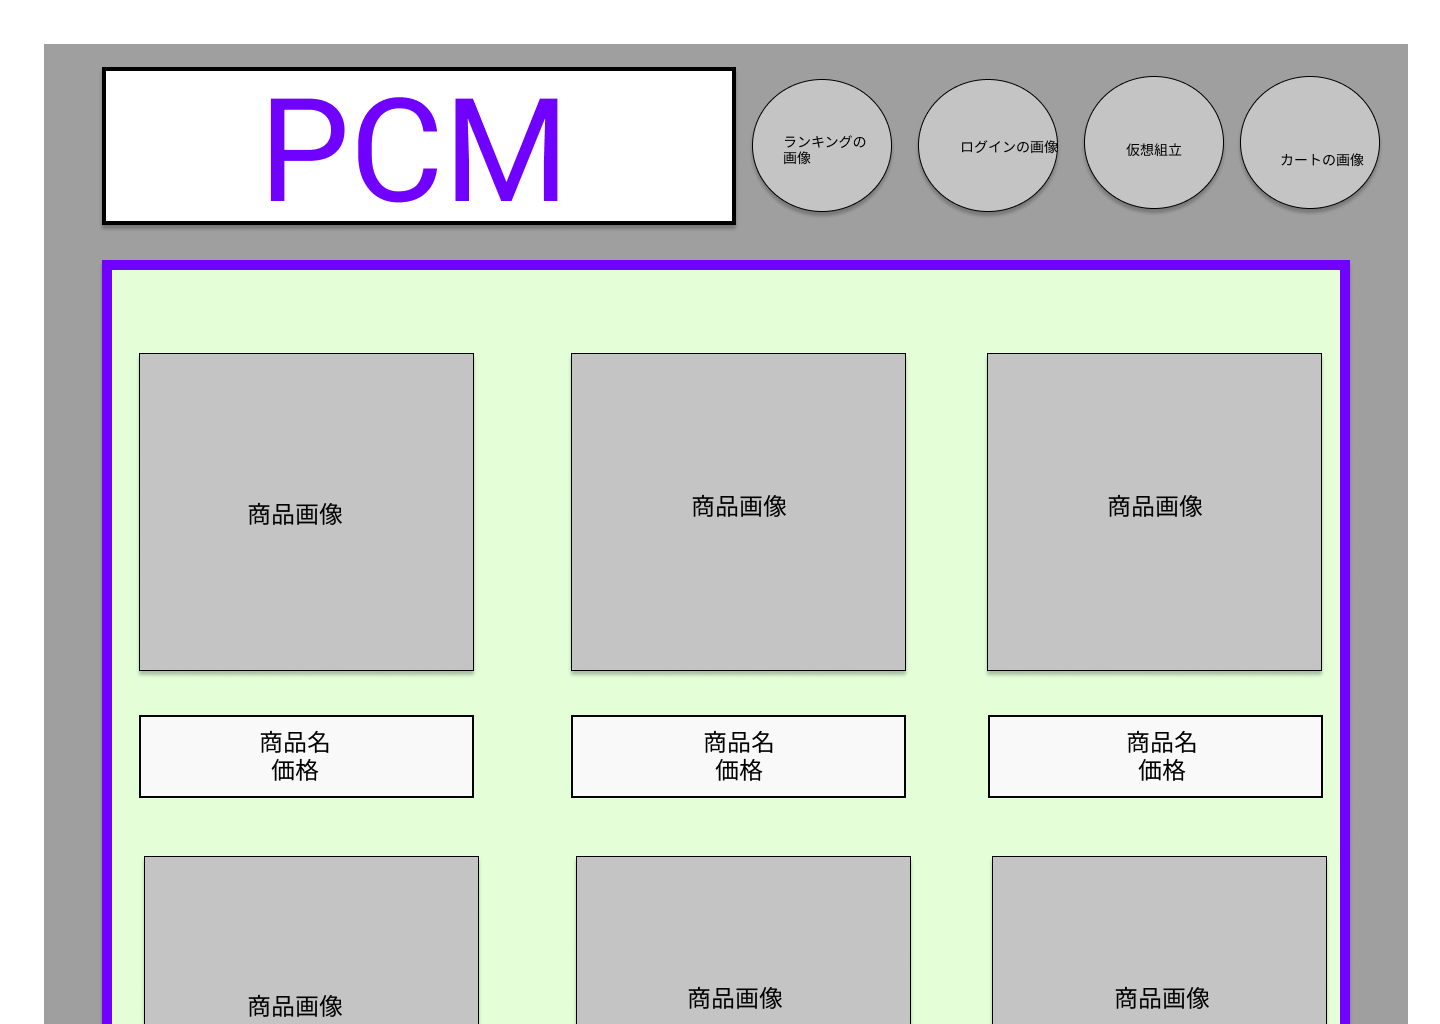 PCM
ランキングの
画像
ログインの画像
仮想組立
カートの画像
商品画像
商品画像
商品画像
商品名
価格
商品名
価格
商品名
価格
商品画像
商品画像
商品画像